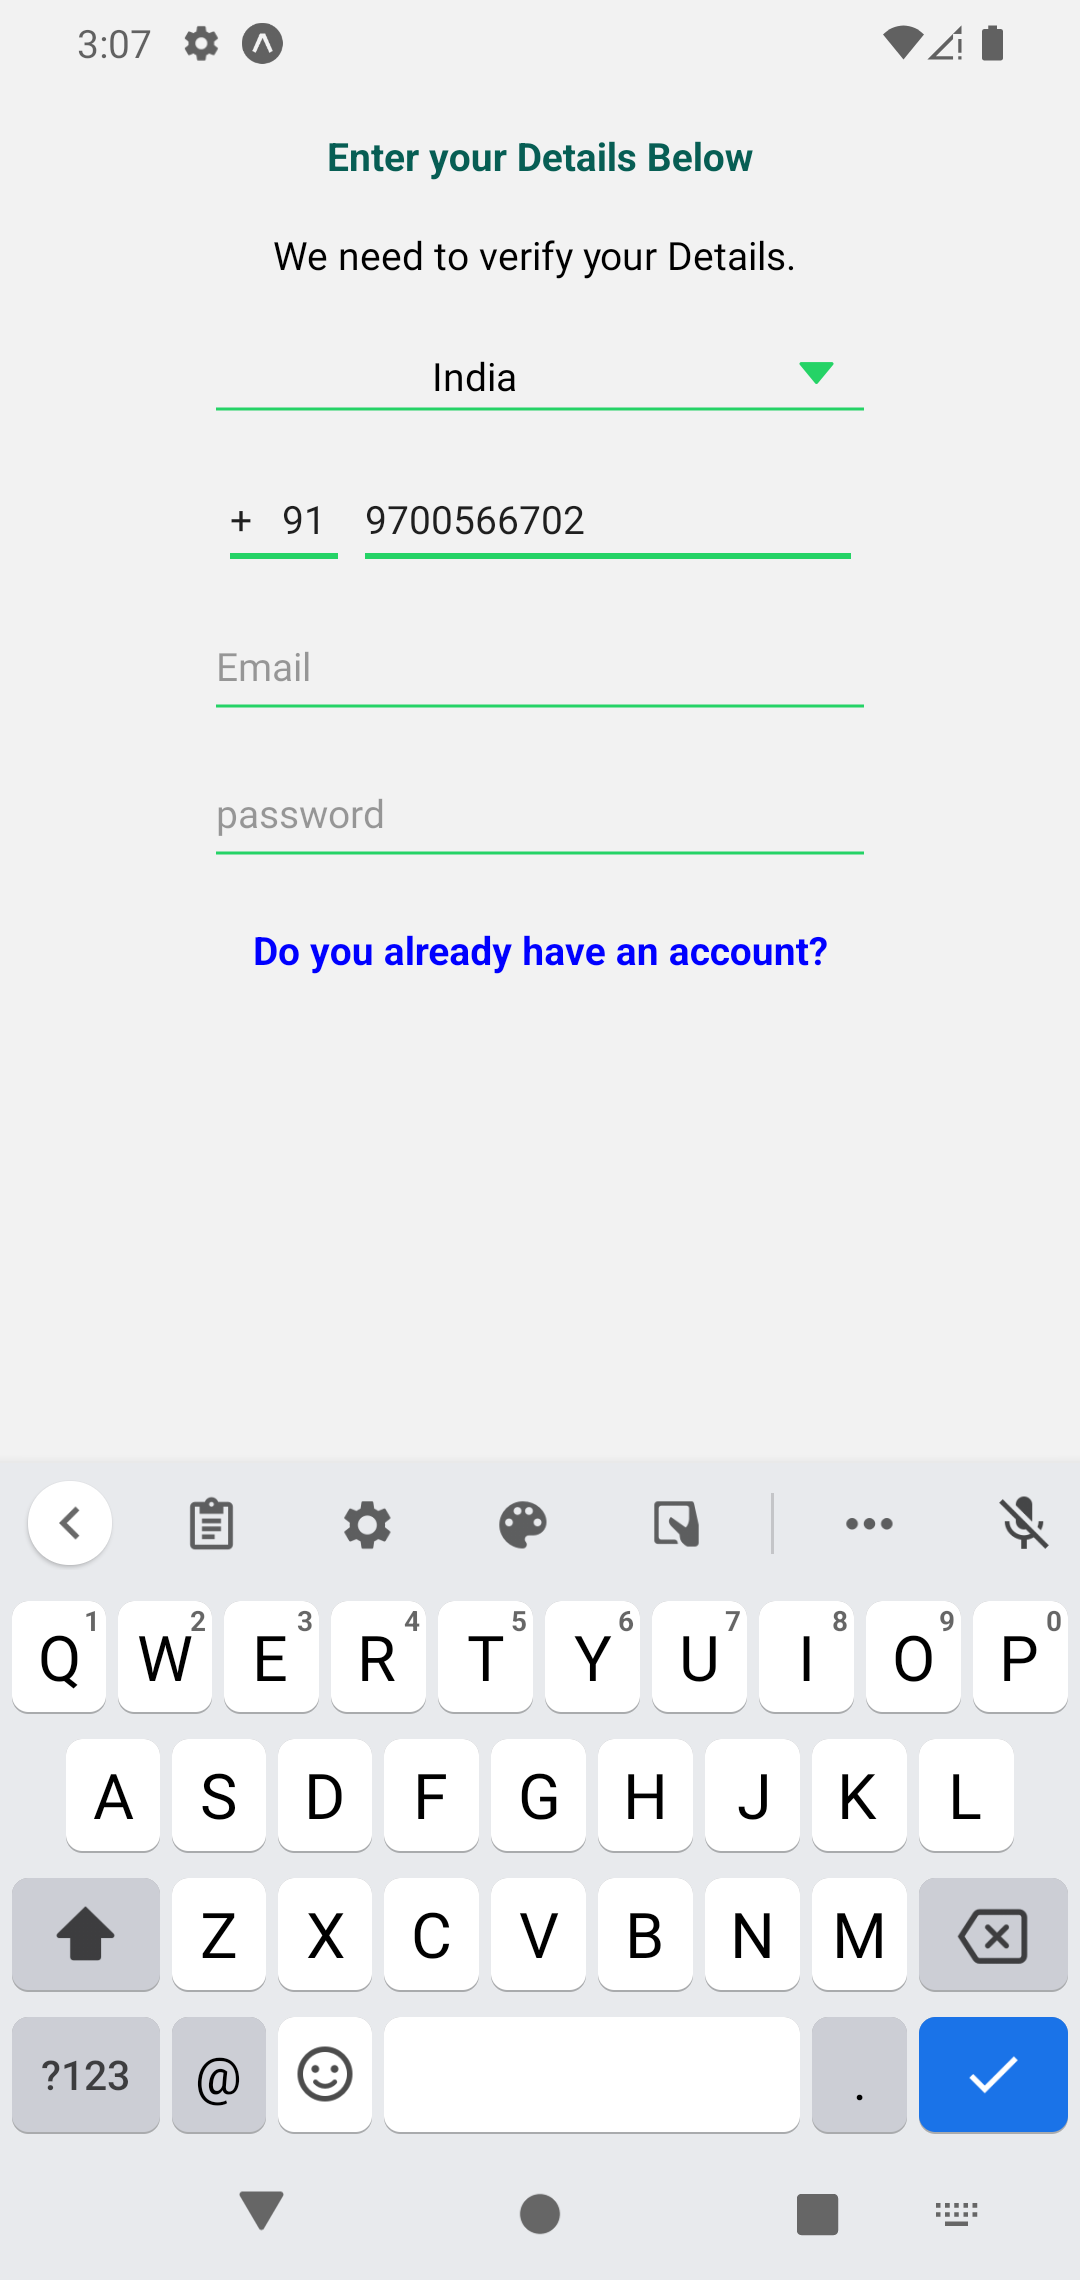 3:07
Enter your Details Below
We need to verify your Details.
India
+ 91 9700566702
Email
password
Do you already have an account?
Q 1 W 2 E 3 R 4 T 5 Y 6 U 7 I 8 O 9 P 0
A S D F G H J K L
Z X C V B N M
?123 @ .